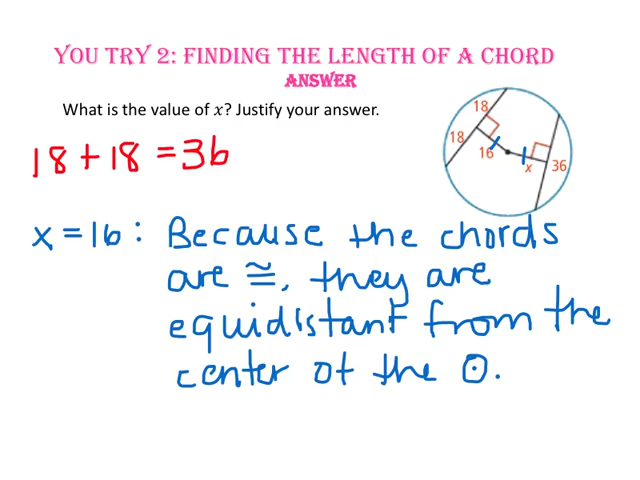 YOU TRY 2: FINDING THE LENGTH OF A CHORD
ANSWER
What is the value of x? Justify your answer.
18
18
16
x
36
18 + 18 = 36
x = 16 : Because the chords
are ≅, they are
equidistant from the
center of the ⊙.